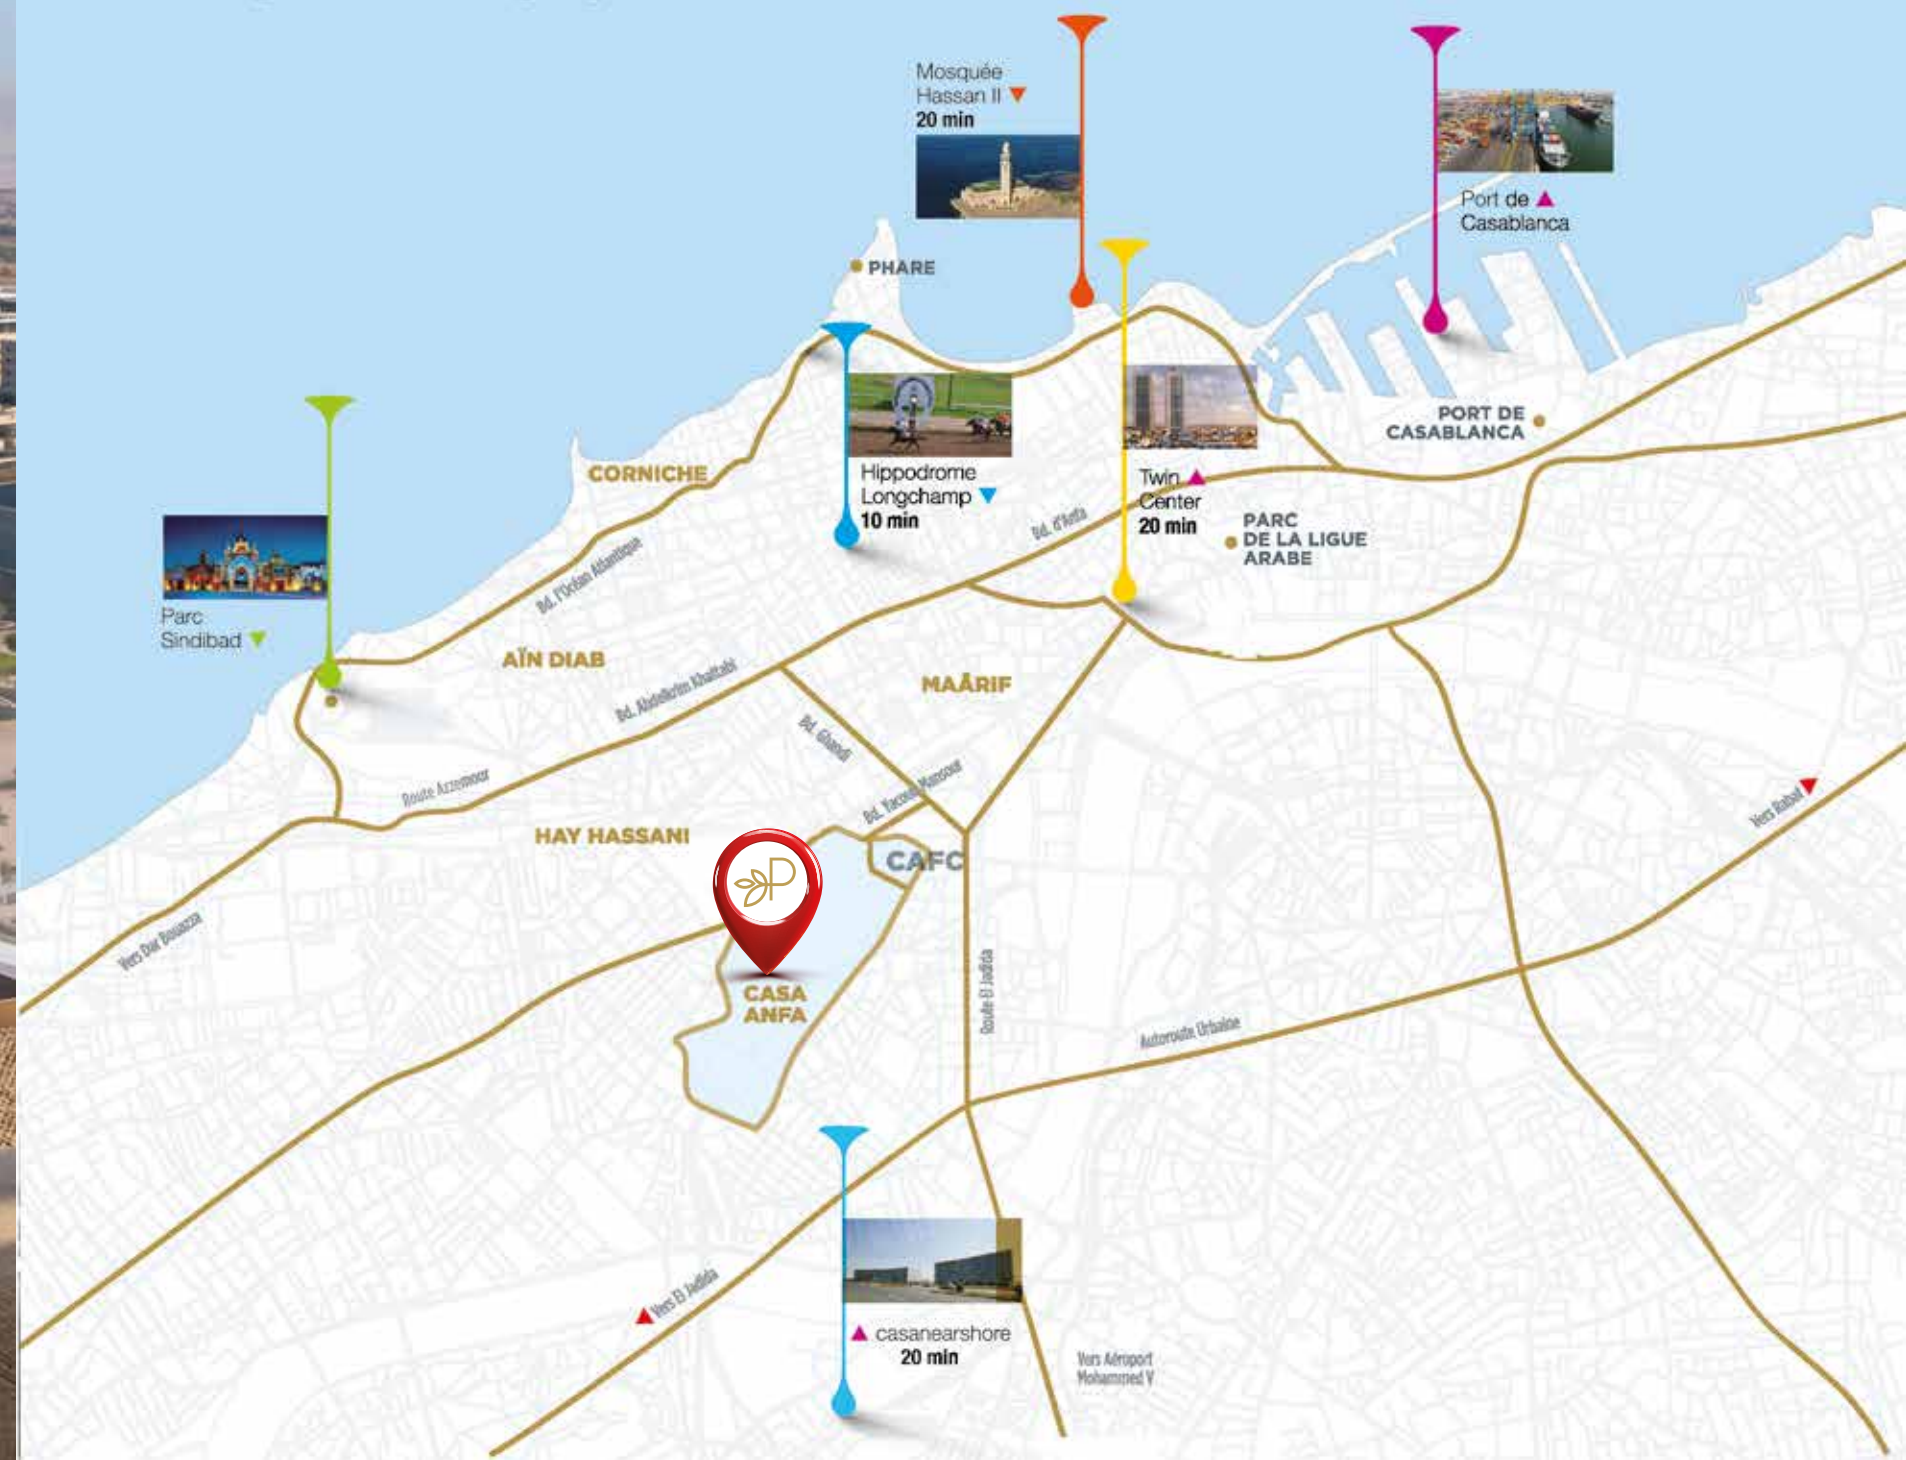 Mosquée
Hassan II
20 min
Port de
Casablanca
PHARE
PORT DE
CASABLANCA
CORNICHE
Hippodrome
Longchamp
10 min
Twin
Center
20 min
Bd. d'Anfa
PARC
DE LA LIGUE
ARABE
Bd. l'Océan Atlantique
Parc
Sindibad
AÏN DIAB
MAÂRIF
Bd. Abdelkrim Khattabi
Bd. Ghandi
Route Azzemour
Bd. Yacoub Mansour
Vers Rabat
HAY HASSANI
CAFC
P
Vers Dar Bouazza
CASA
ANFA
Route El Jadida
Autoroute Urbaine
Vers El Jadida
casanearshore
20 min
Vers Aéroport
Mohammed V